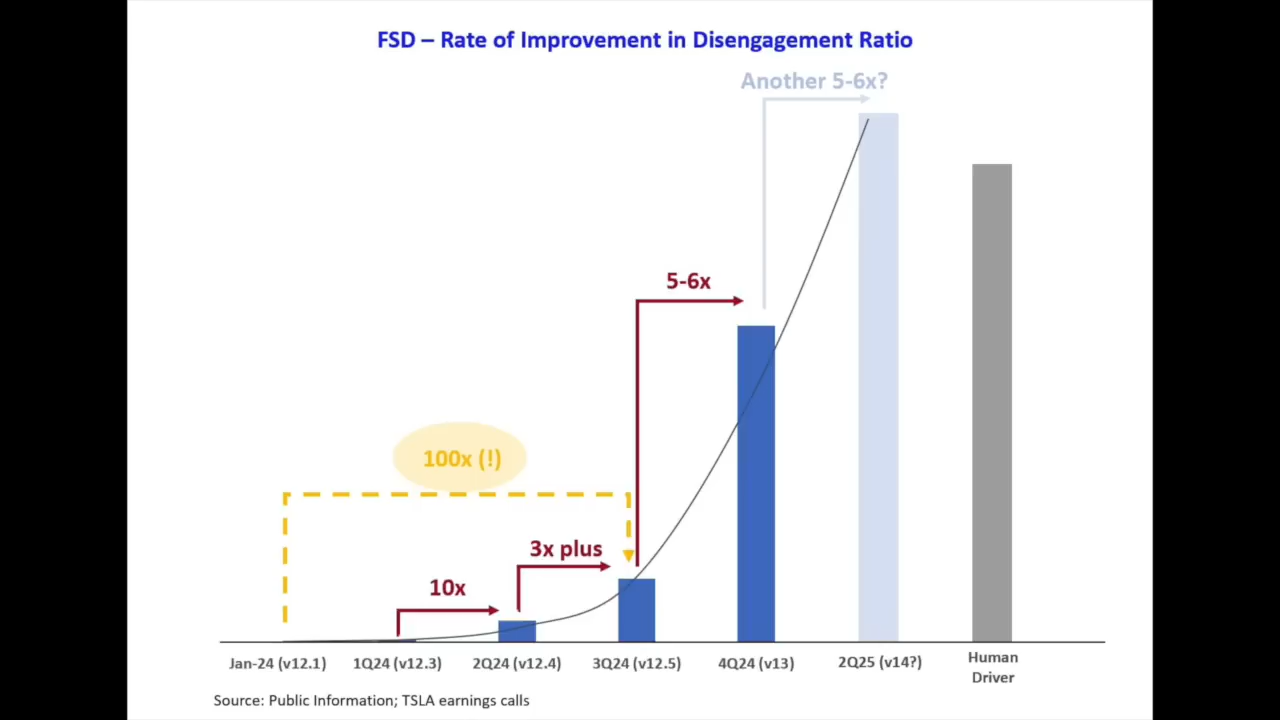 FSD – Rate of Improvement in Disengagement Ratio
Another 5-6x?
5-6x
100x (!)
3x plus
10x
Jan-24 (v12.1)
1Q24 (v12.3)
2Q24 (v12.4)
3Q24 (v12.5)
4Q24 (v13)
2Q25 (v14?)
Human
Driver
Source: Public Information; TSLA earnings calls